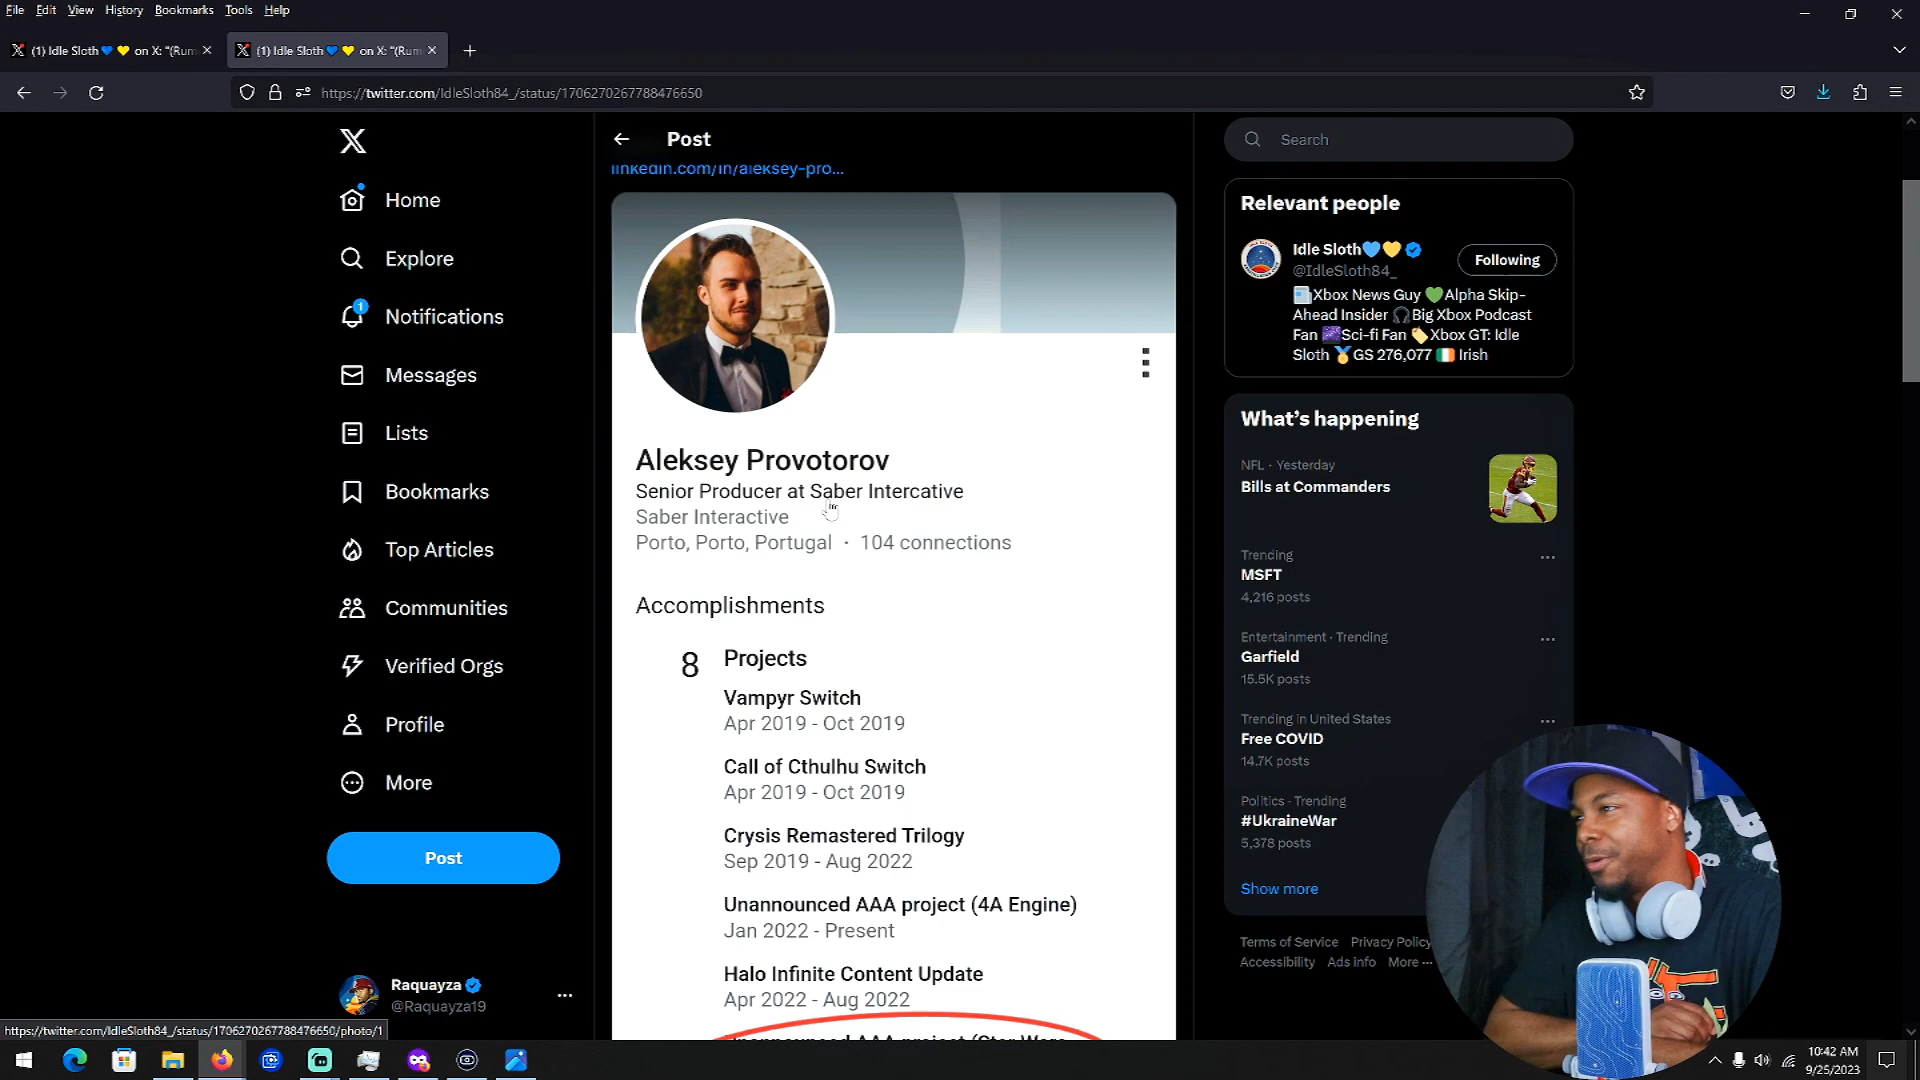 File Edit View History Bookmarks Tools Help
(1) Idle Sloth💙💛 on X: "(Rum
(1) Idle Sloth💙💛 on X: "(Rum
https://twitter.com/IdleSloth84_/status/1706270267788476650
Home
Explore
1
Notifications
Messages
Lists
Bookmarks
Top Articles
Communities
Verified Orgs
Profile
More
Post
Raquayza
@Raquayza19
https://twitter.com/IdleSloth84_/status/1706270267788476650/photo/1
Post
linkedin.com/in/aleksey-pro...
Aleksey Provotorov
Senior Producer at Saber Intercative
Saber Interactive
Porto, Porto, Portugal · 104 connections
Accomplishments
8 Projects
Vampyr Switch
Apr 2019 - Oct 2019
Call of Cthulhu Switch
Apr 2019 - Oct 2019
Crysis Remastered Trilogy
Sep 2019 - Aug 2022
Unannounced AAA project (4A Engine)
Jan 2022 - Present
Halo Infinite Content Update
Apr 2022 - Aug 2022
Search
Relevant people
Idle Sloth💙💛
@IdleSloth84_
Following
📰Xbox News Guy 💚Alpha Skip-
Ahead Insider 🎧Big Xbox Podcast
Fan 🌌Sci-fi Fan 🏷️Xbox GT: Idle
Sloth 🏅GS 276,077 🇮🇪 Irish
What's happening
NFL · Yesterday
Bills at Commanders
Trending
MSFT
4,216 posts
Entertainment · Trending
Garfield
15.5K posts
Trending in United States
Free COVID
14.7K posts
Politics · Trending
#UkraineWar
5,378 posts
Show more
Terms of Service Privacy Policy
Accessibility Ads info More ···
10:42 AM
9/25/2023